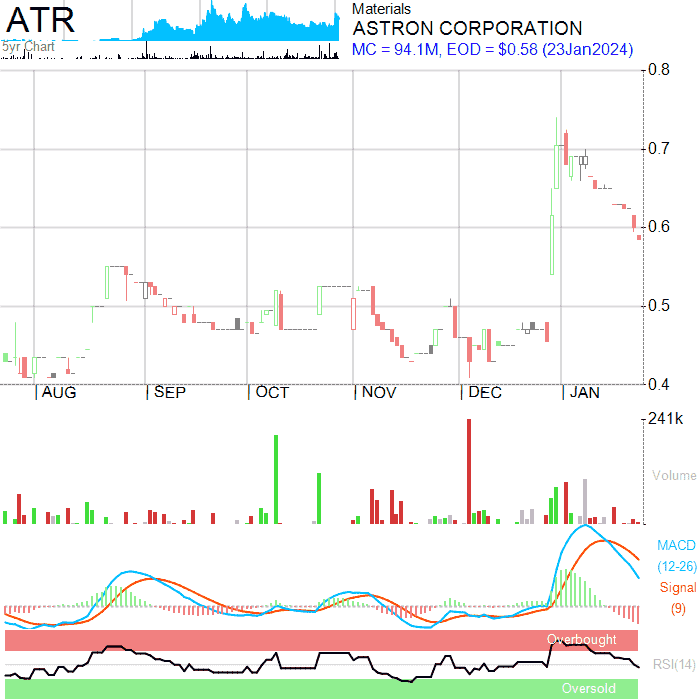 ATR
Materials
ASTRON CORPORATION
MC = 94.1M, EOD = $0.58 (23Jan2024)
5yr Chart
0.8
0.7
0.6
0.5
0.4
AUG SEP OCT NOV DEC JAN
241k
Volume
MACD
(12-26)
Signal
(9)
Overbought
RSI(14)
Oversold